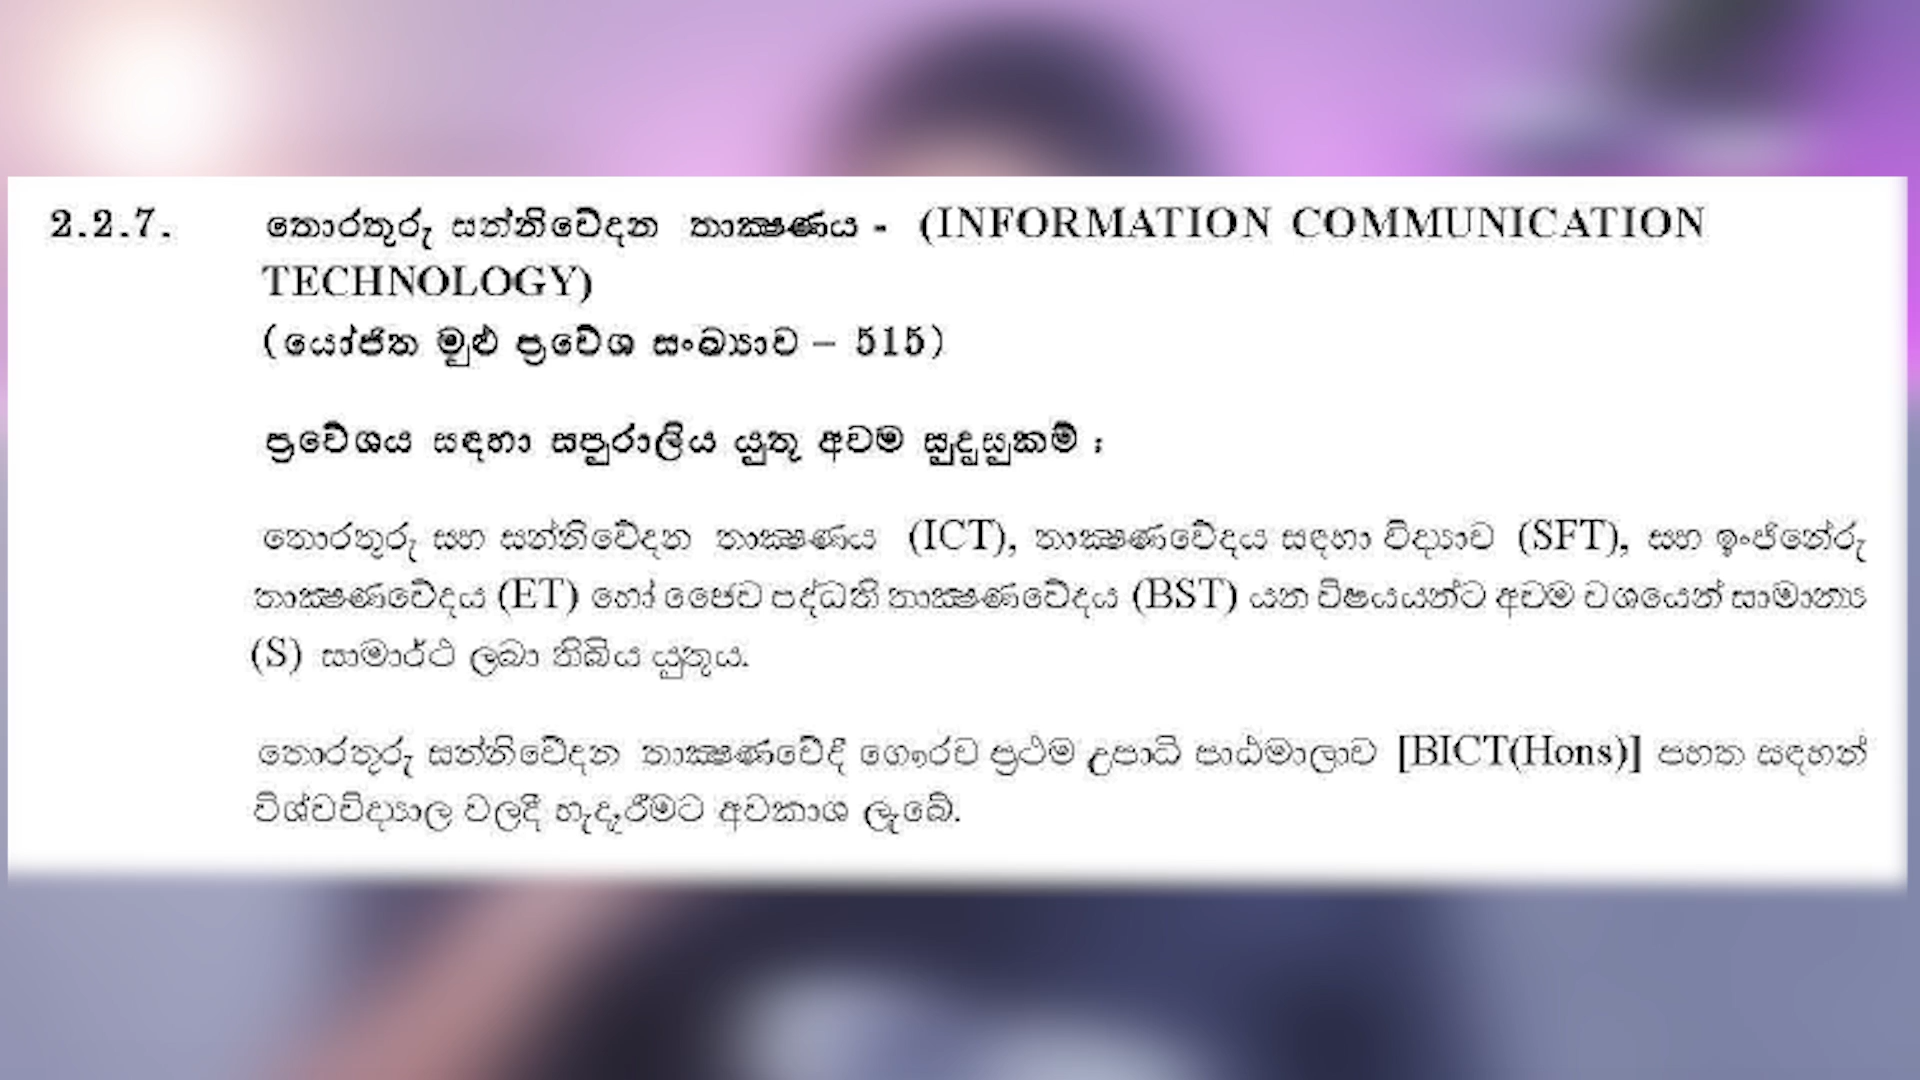 2.2.7. තොරතුරු සන්නිවේදන තාක්‍ෂණය - (INFORMATION COMMUNICATION
TECHNOLOGY)
(යෝජිත මුළු ප්‍රවේශ සංඛ්‍යාව – 515)
ප්‍රවේශය සඳහා සපුරාලිය යුතු අවම සුදුසුකම් :
තොරතුරු සහ සන්නිවේදන තාක්‍ෂණය (ICT), තාක්‍ෂණවේදය සඳහා විද්‍යාව (SFT), සහ ඉංජිනේරු
තාක්‍ෂණවේදය (ET) හෝ ජෛව පද්ධති තාක්‍ෂණවේදය (BST) යන විෂයයන්ට අවම වශයෙන් සාමාන්‍ය
(S) සාමාර්ථ ලබා තිබිය යුතුය.
තොරතුරු සන්නිවේදන තාක්‍ෂණවේදී ගෞරව ප්‍රථම උපාධි පාඨමාලාව [BICT(Hons)] පහත සඳහන්
විශ්වවිද්‍යාල වලදී හැදෑරීමට අවකාශ ලැබේ.